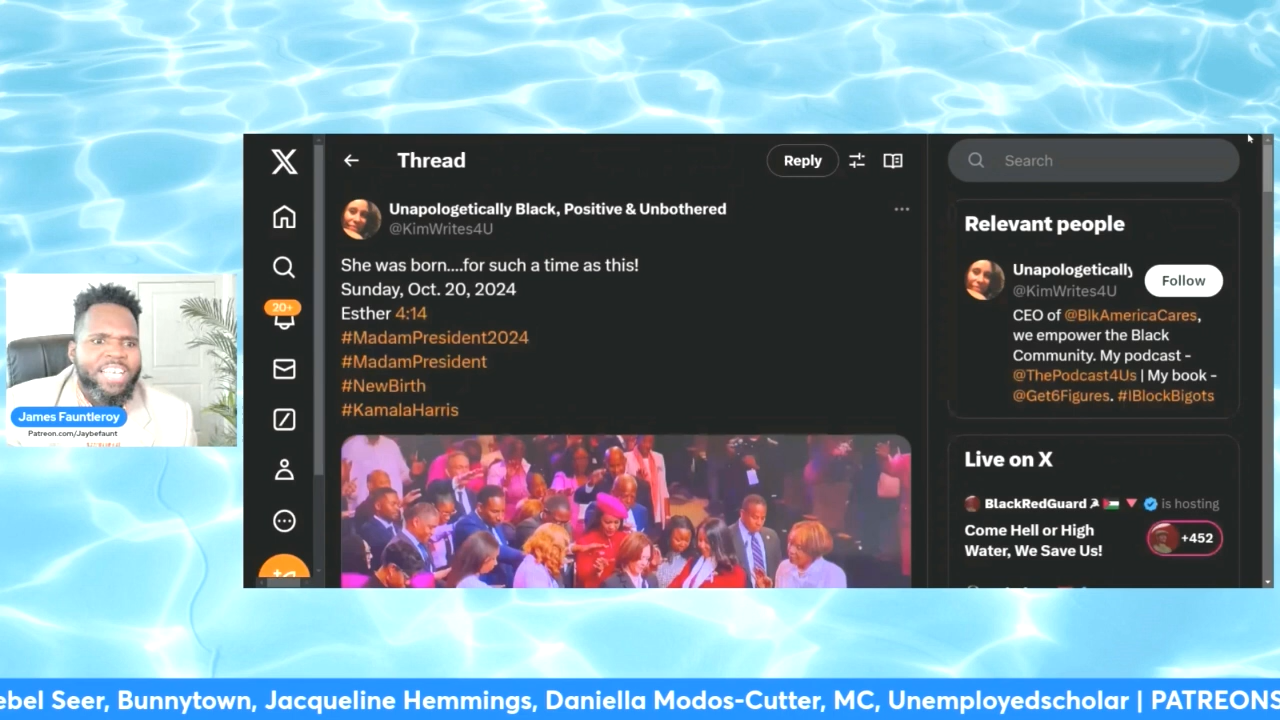 X
Thread
Reply
Search
Unapologetically Black, Positive & Unbothered
@KimWrites4U
She was born....for such a time as this!
Sunday, Oct. 20, 2024
Esther 4:14
#MadamPresident2024
#MadamPresident
#NewBirth
#KamalaHarris
20+
Relevant people
Unapologetically
@KimWrites4U
Follow
CEO of @BlkAmericaCares,
we empower the Black
Community. My podcast -
@ThePodcast4Us | My book -
@Get6Figures. #IBlockBigots
Live on X
BlackRedGuard is hosting
Come Hell or High
Water, We Save Us!
+452
James Fauntleroy
Patreon.com/Jaybefaunt
ebel Seer, Bunnytown, Jacqueline Hemmings, Daniella Modos-Cutter, MC, Unemployedscholar | PATREONS